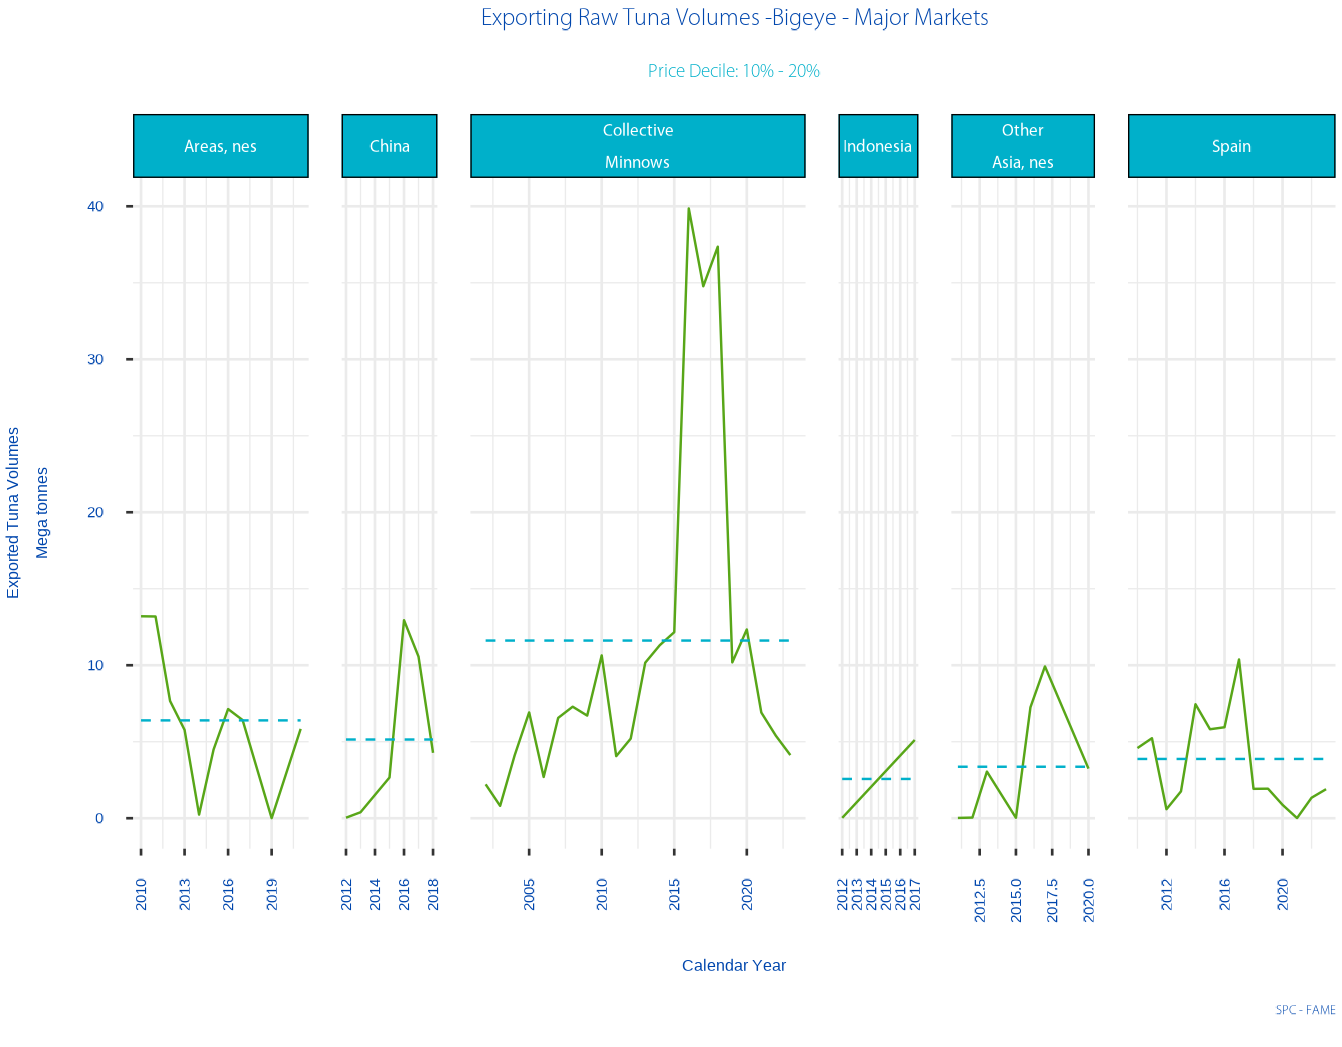 Exporting Raw Tuna Volumes -Bigeye - Major Markets
Price Decile: 10% - 20%
Areas, nes
China
Collective
Minnows
Indonesia
Other
Asia, nes
Spain
Exported Tuna Volumes
Mega tonnes
40
30
20
10
0
2010 2013 2016 2019
2012 2014 2016 2018
2005 2010 2015 2020
2012 2013 2014 2015 2016 2017
2012.5 2015.0 2017.5 2020.0
2012 2016 2020
Calendar Year
SPC - FAME